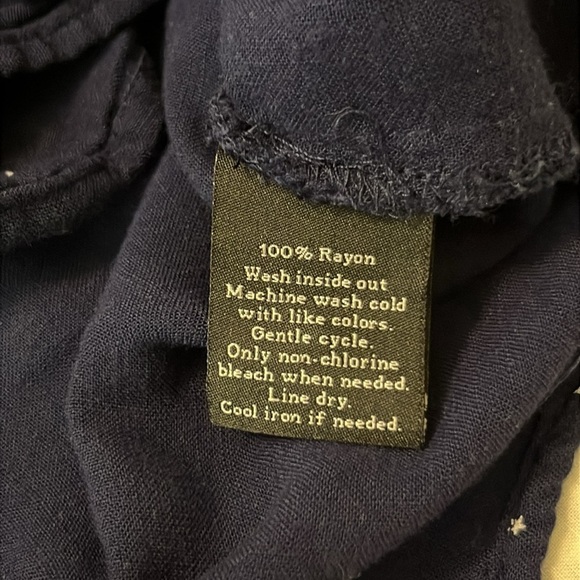 100% Rayon
Wash inside out
Machine wash cold
with like colors.
Gentle cycle.
Only non-chlorine
bleach when needed.
Line dry.
Cool iron if needed.